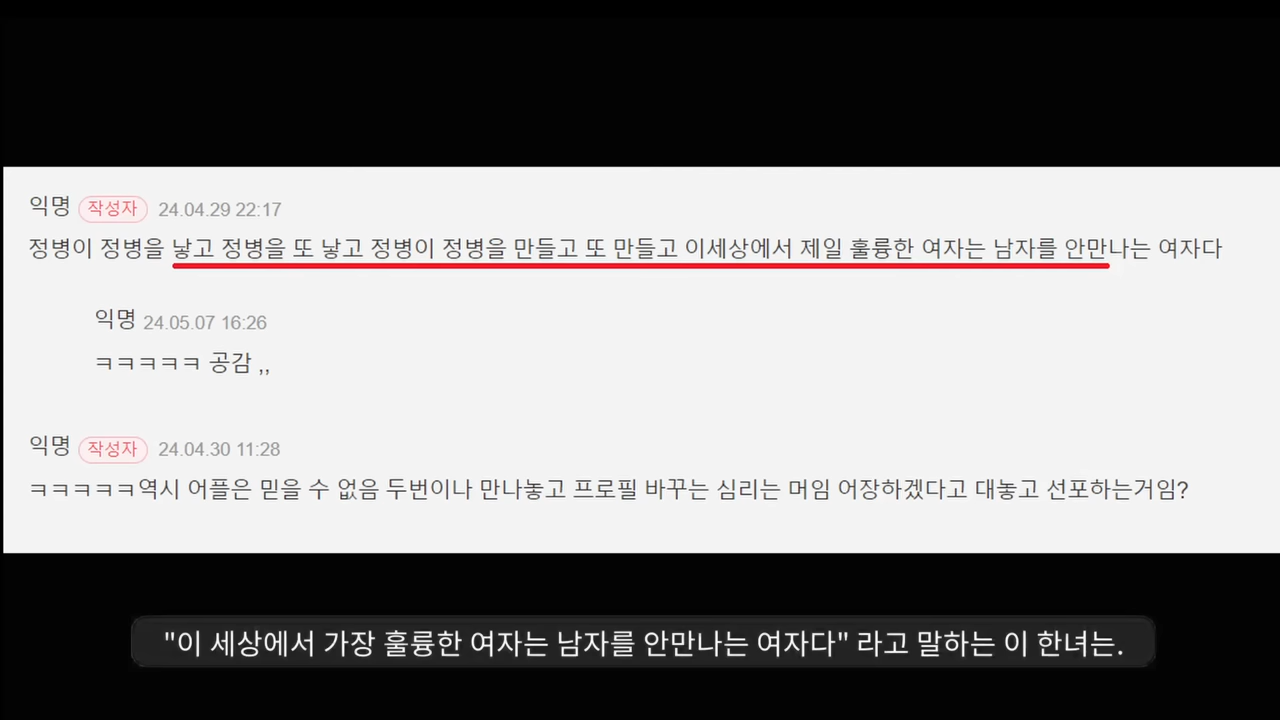 익명 작성자 24.04.29 22:17
정병이 정병을 낳고 정병을 또 낳고 정병이 정병을 만들고 또 만들고 이세상에서 제일 훌륭한 여자는 남자를 안만나는 여자다
익명 24.05.07 16:26
ㅋㅋㅋㅋㅋ 공감 ,,
익명 작성자 24.04.30 11:28
ㅋㅋㅋㅋㅋ역시 어플은 믿을 수 없음 두번이나 만나놓고 프로필 바꾸는 심리는 머임 어장하겠다고 대놓고 선포하는거임?
"이 세상에서 가장 훌륭한 여자는 남자를 안만나는 여자다" 라고 말하는 이 한녀는.